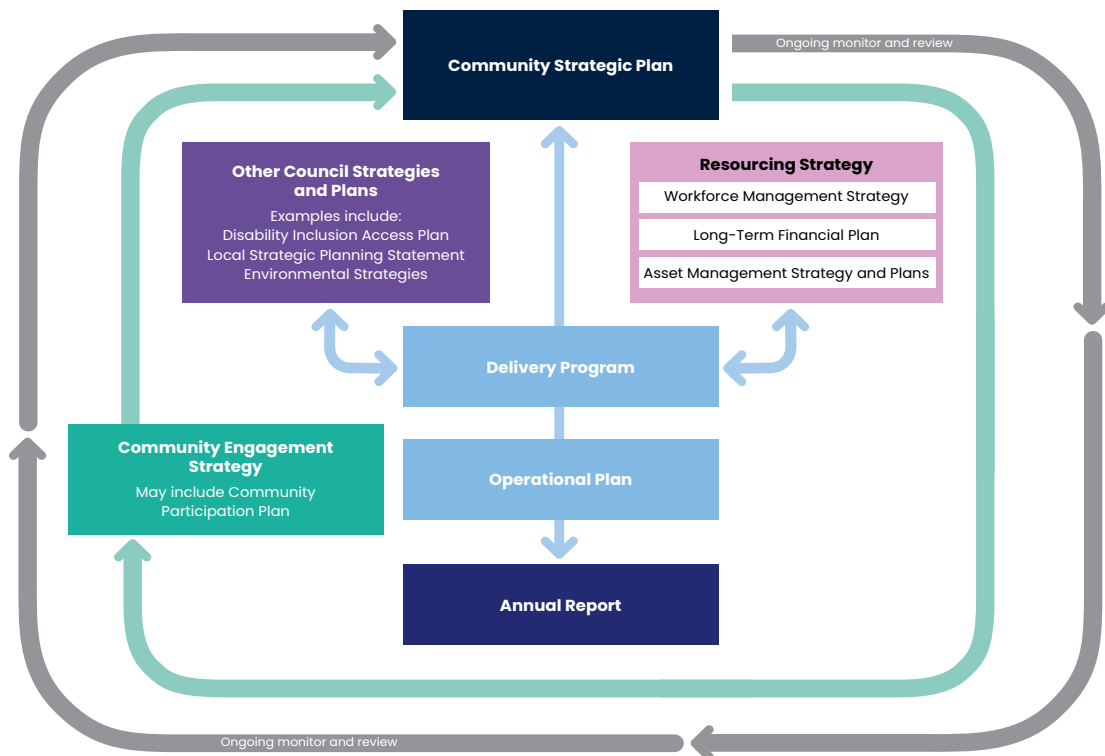 Community Strategic Plan
Ongoing monitor and review
Other Council Strategies
and Plans
Examples include:
Disability Inclusion Access Plan
Local Strategic Planning Statement
Environmental Strategies
Resourcing Strategy
Workforce Management Strategy
Long-Term Financial Plan
Asset Management Strategy and Plans
Delivery Program
Community Engagement
Strategy
May include Community
Participation Plan
Operational Plan
Annual Report
Ongoing monitor and review